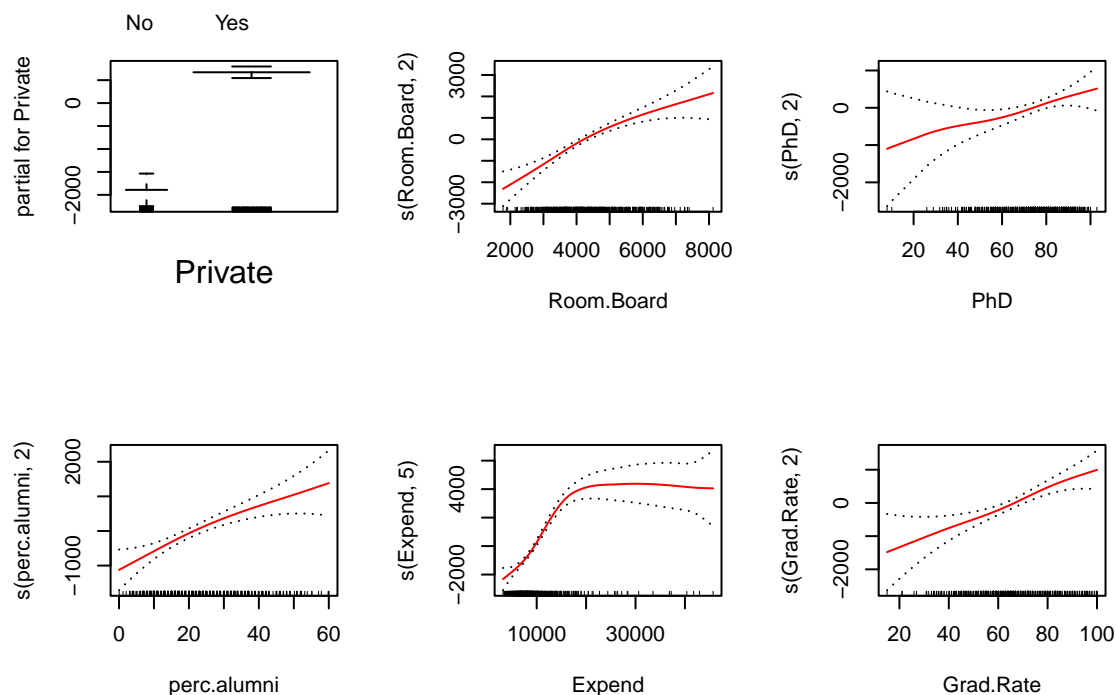 No Yes
partial for Private
0
−2000
Private
s(Room.Board, 2)
3000
0
−3000
2000 4000 6000 8000
Room.Board
s(PhD, 2)
0
−2000
20 40 60 80
PhD
s(perc.alumni, 2)
2000
−1000
0 20 40 60
perc.alumni
s(Expend, 5)
4000
−2000
10000 30000
Expend
s(Grad.Rate, 2)
0
−2000
20 40 60 80 100
Grad.Rate